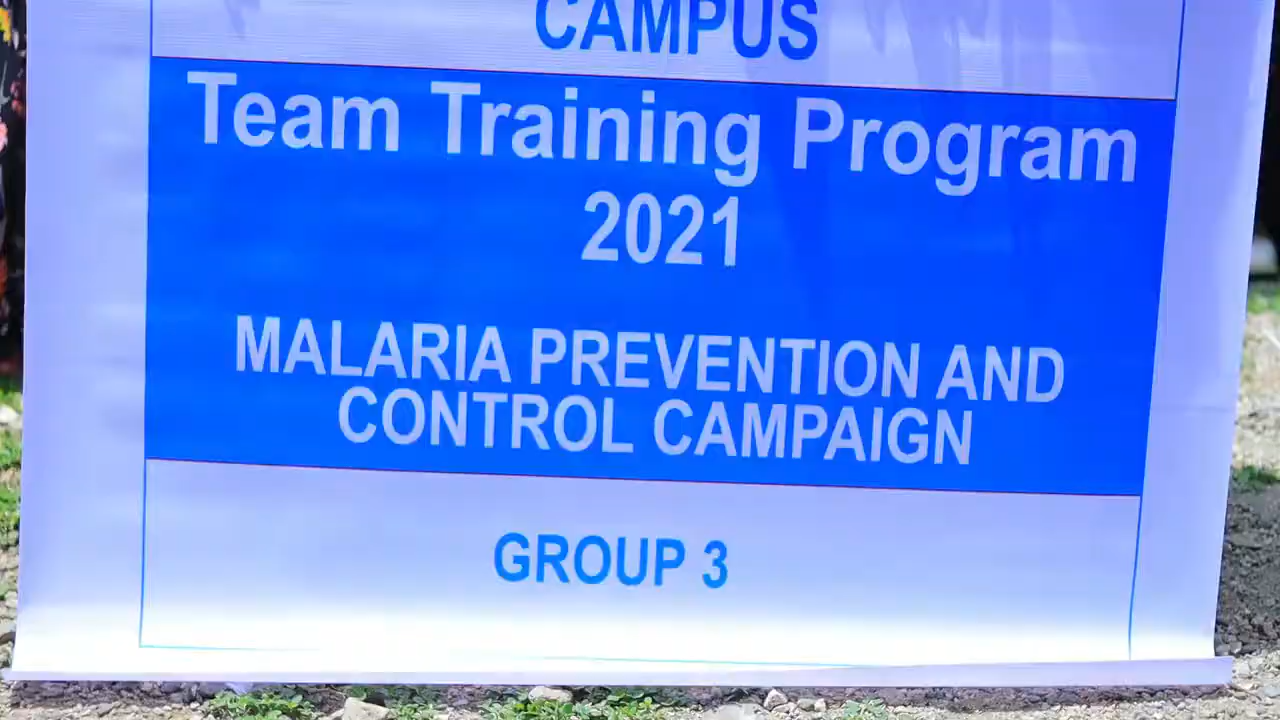 CAMPUS
Team Training Program
2021
MALARIA PREVENTION AND
CONTROL CAMPAIGN
GROUP 3